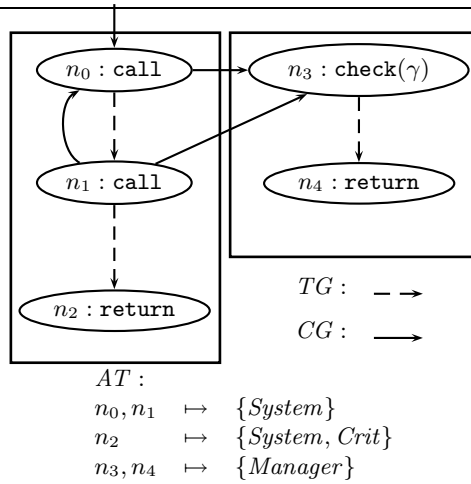 n₀ : call
n₃ : check(γ)
n₁ : call
n₄ : return
n₂ : return
TG :
CG :
AT :
n₀, n₁ ↦ {System}
n₂ ↦ {System, Crit}
n₃, n₄ ↦ {Manager}